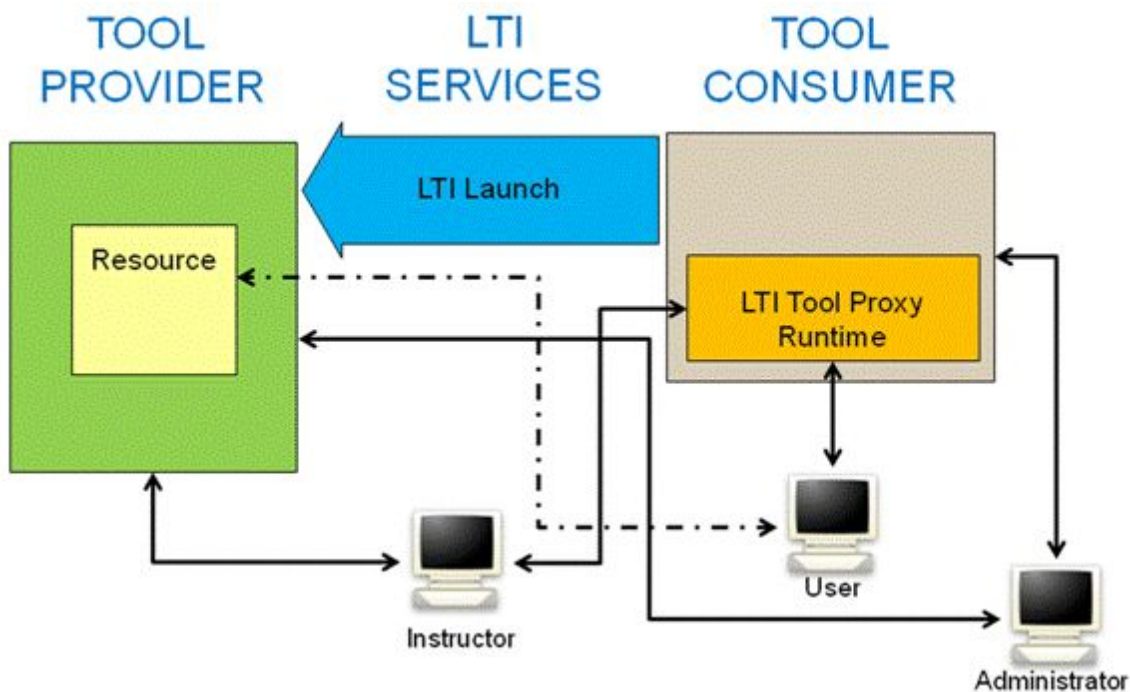 TOOL
PROVIDER
LTI
SERVICES
TOOL
CONSUMER
LTI Launch
Resource
LTI Tool Proxy
Runtime
User
Instructor
Administrator